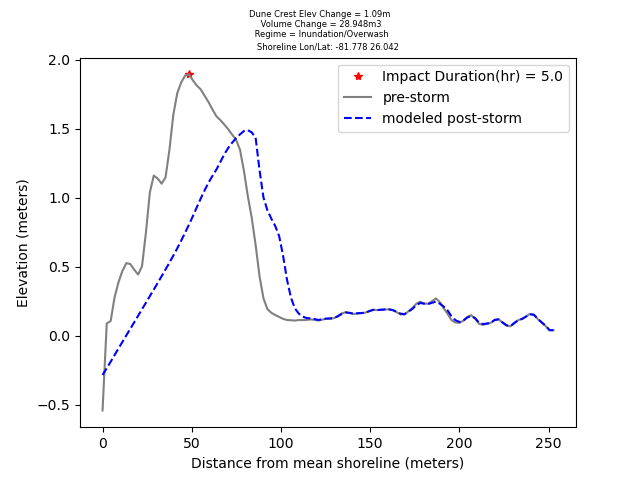 Dune Crest Elev Change = 1.09m
Volume Change = 28.948m3
Regime = Inundation/Overwash
Shoreline Lon/Lat: -81.778 26.042
Impact Duration(hr) = 5.0
pre-storm
modeled post-storm
Elevation (meters)
2.0
1.5
1.0
0.5
0.0
−0.5
0 50 100 150 200 250
Distance from mean shoreline (meters)